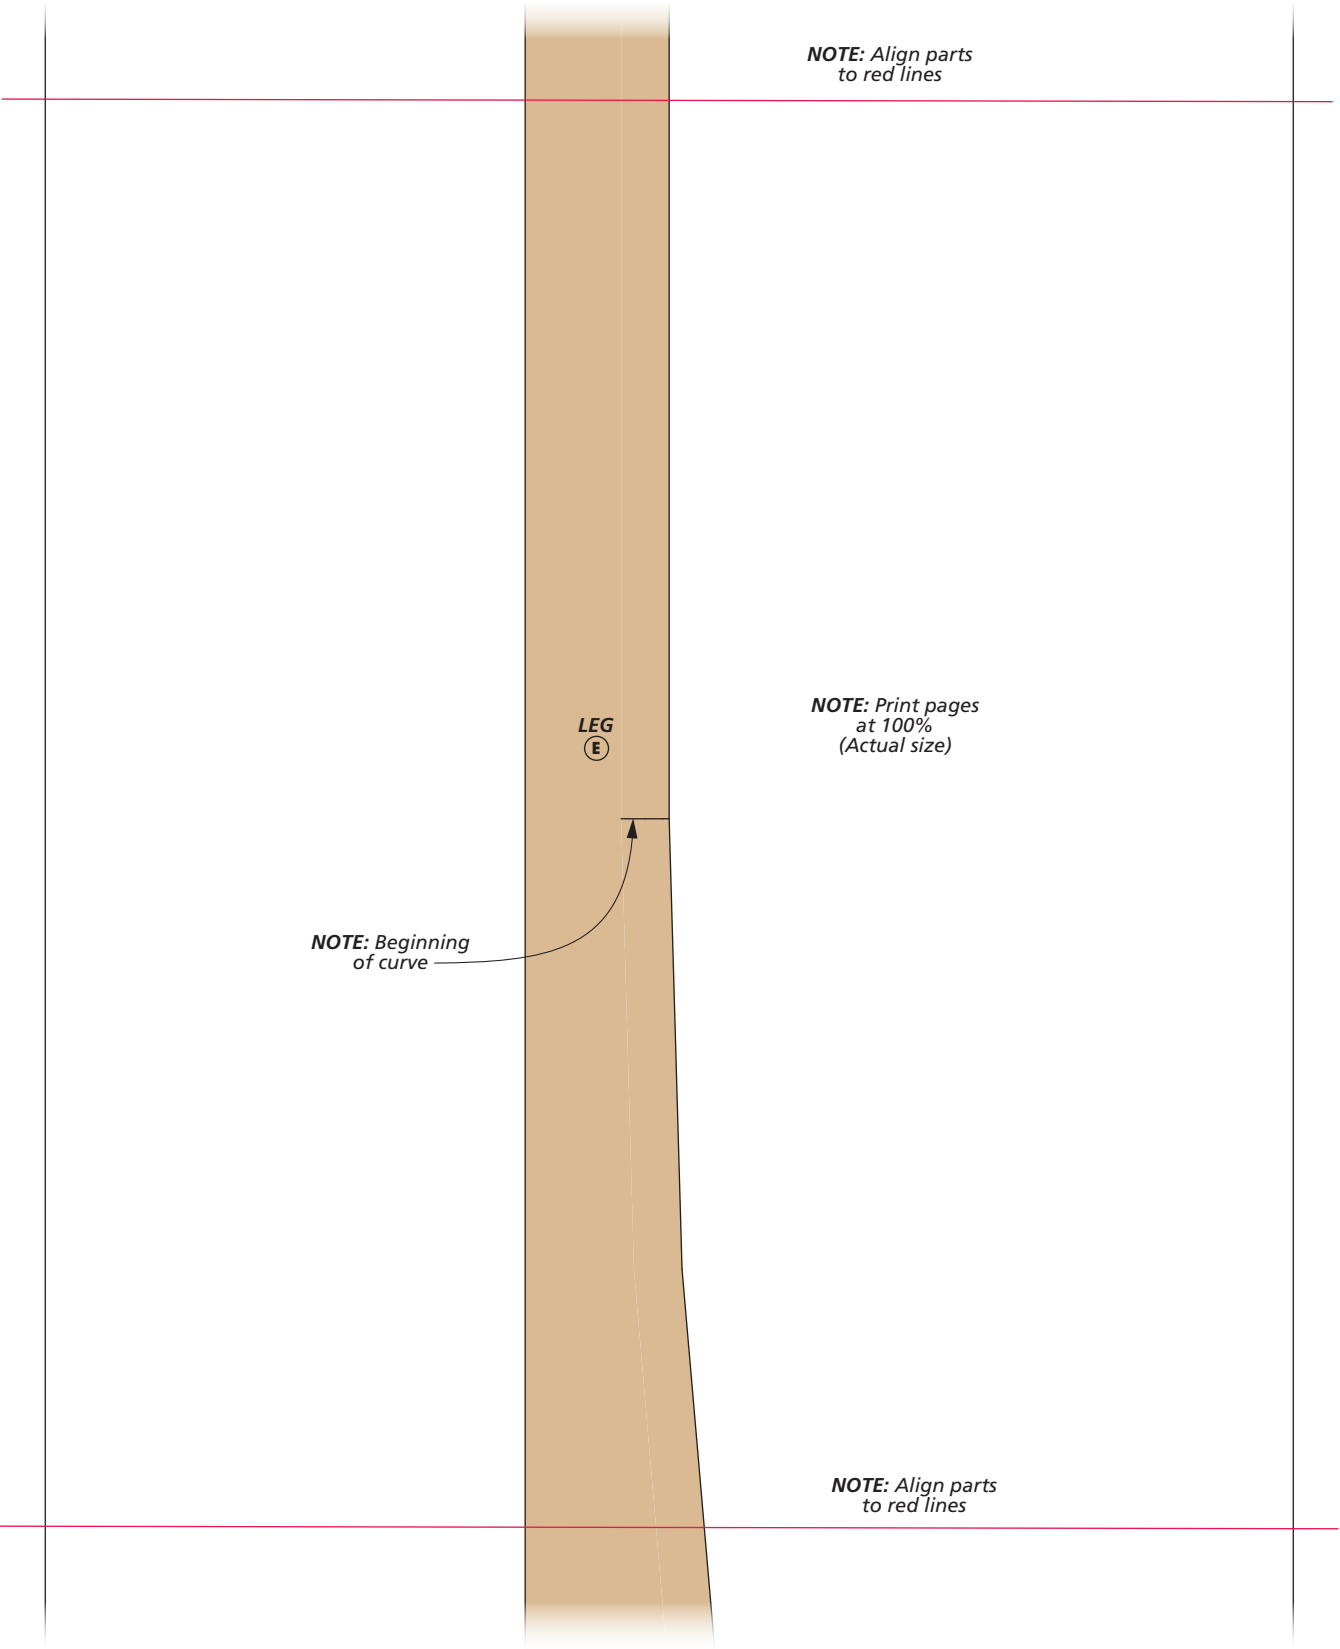 NOTE: Align parts
to red lines
LEG
E
NOTE: Print pages
at 100%
(Actual size)
NOTE: Beginning
of curve
NOTE: Align parts
to red lines